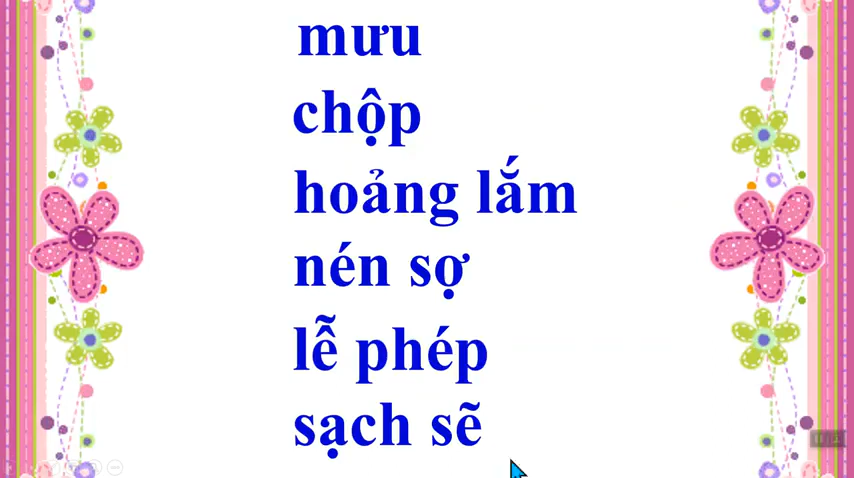 mưu
chộp
hoảng lắm
nén sợ
lễ phép
sạch sẽ